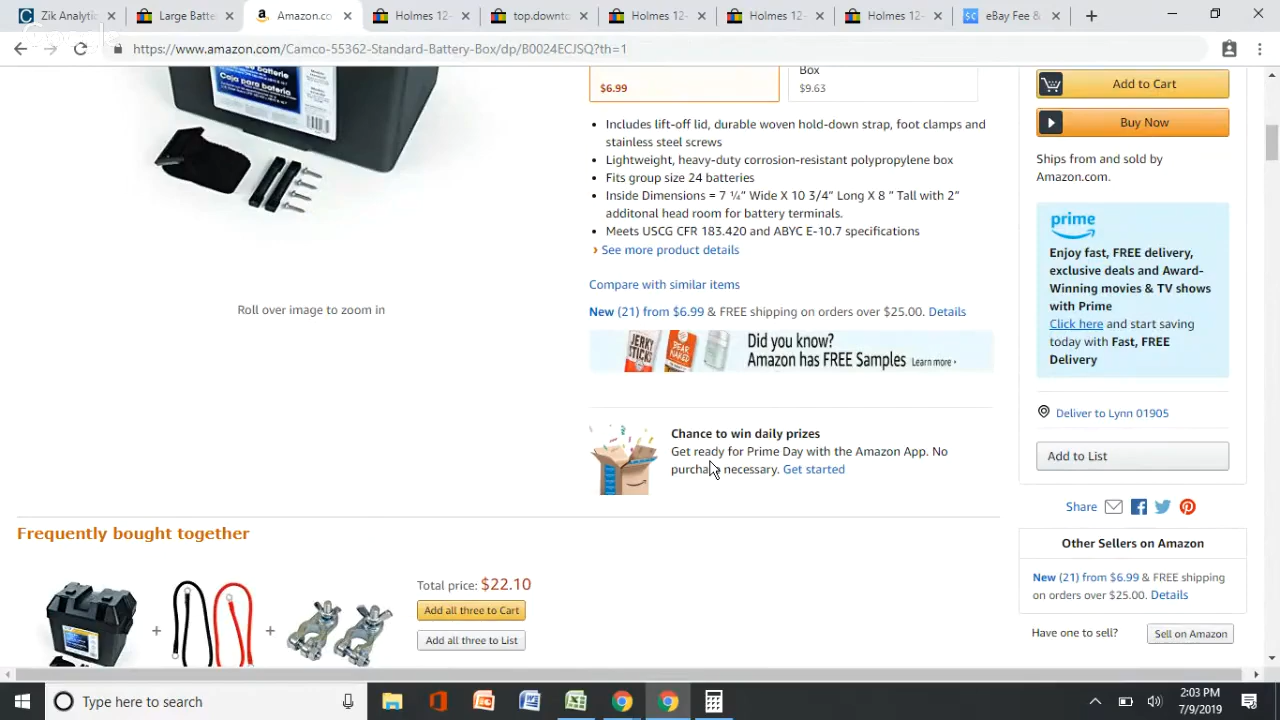 Zik Analytic
Large Batte
Amazon.co
Holmes 12-
top.downto
Holmes 12-
Holmes 12-
Holmes 12-
eBay Fee &
Google
https://www.amazon.com/Camco-55362-Standard-Battery-Box/dp/B0024ECJSQ?th=1
Caja para batería
$6.99
Box
$9.63
Add to Cart
Buy Now
Includes lift-off lid, durable woven hold-down strap, foot clamps and
stainless steel screws
Lightweight, heavy-duty corrosion-resistant polypropylene box
Fits group size 24 batteries
Inside Dimensions = 7 ¼” Wide X 10 3/4” Long X 8 ” Tall with 2”
additonal head room for battery terminals.
Meets USCG CFR 183.420 and ABYC E-10.7 specifications
› See more product details
Compare with similar items
New (21) from $6.99 & FREE shipping on orders over $25.00. Details
Roll over image to zoom in
JERKY STICKS
BEAR NAKED
Did you know?
Amazon has FREE Samples Learn more ›
Chance to win daily prizes
Get ready for Prime Day with the Amazon App. No
purchase necessary. Get started
Ships from and sold by
Amazon.com.
prime
Enjoy fast, FREE delivery,
exclusive deals and Award-
Winning movies & TV shows
with Prime
Click here and start saving
today with Fast, FREE
Delivery
Deliver to Lynn 01905
Add to List
Share
Other Sellers on Amazon
New (21) from $6.99 & FREE shipping
on orders over $25.00. Details
Have one to sell?
Sell on Amazon
Frequently bought together
+
+
Total price: $22.10
Add all three to Cart
Add all three to List
Type here to search
2:03 PM
7/9/2019